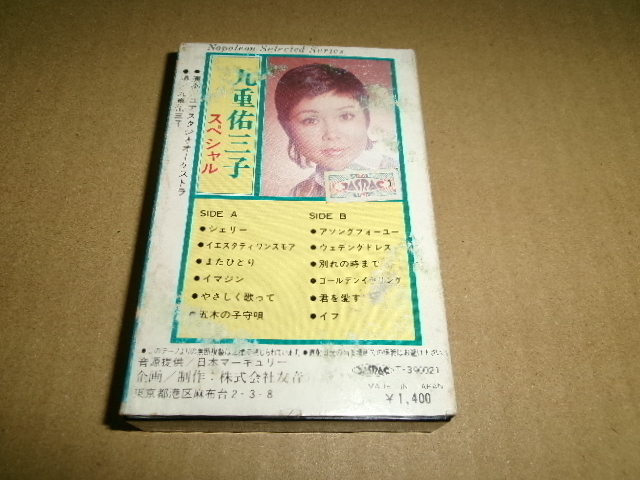 Napoleon Selected Series
九重佑三子
スペシャル
JASRAC
SIDE A
●シェリー
●イエスタディワンスモア
●またひとり
●イマジン
●やさしく歌って
●五木の子守唄
SIDE B
●アソングフォーユー
●ウェデングドレス
●別れの時まで
●ゴールデンイヤリング
●君を愛す
●イフ
音源提供/日本マーキュリー
企画/制作:株式会社友音
東京都港区麻布台2-3-8
JASRAC T-390021
MADE IN JAPAN
¥1,400